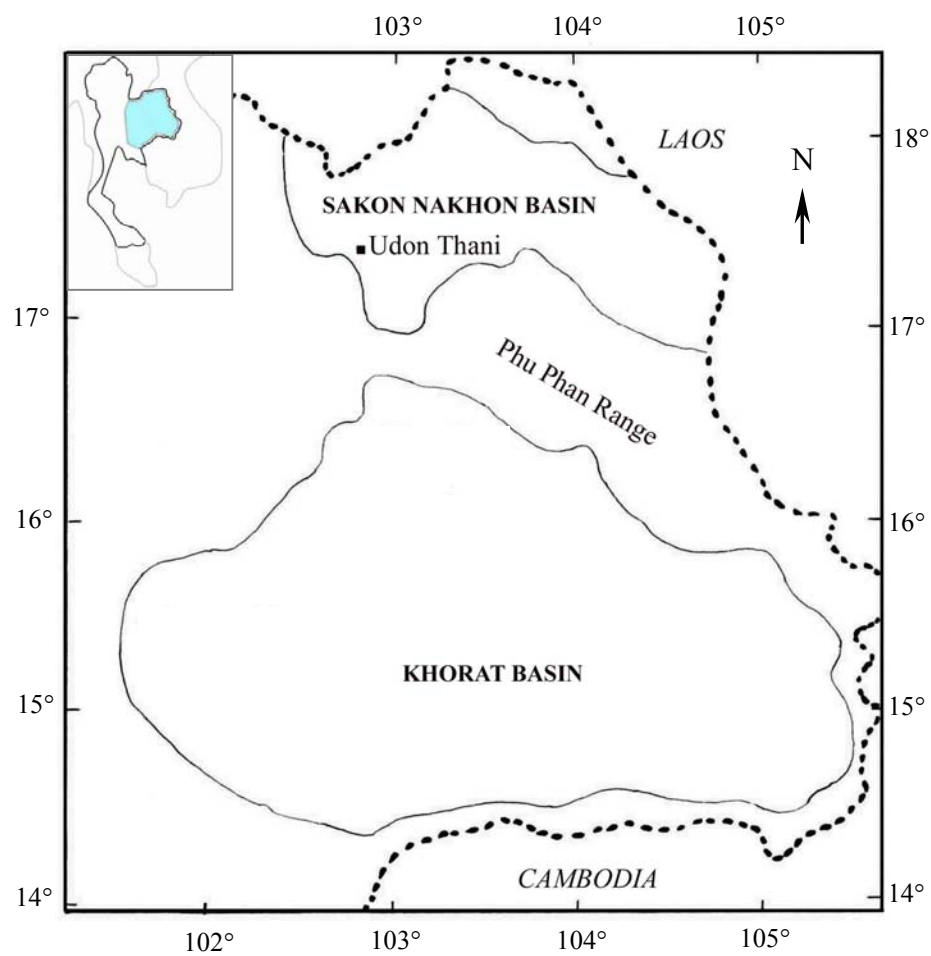 103° 104° 105°
LAOS
18°
N
SAKON NAKHON BASIN
Udon Thani
17° 17°
Phu Phan Range
16° 16°
KHORAT BASIN
15° 15°
CAMBODIA
14° 14°
102° 103° 104° 105°